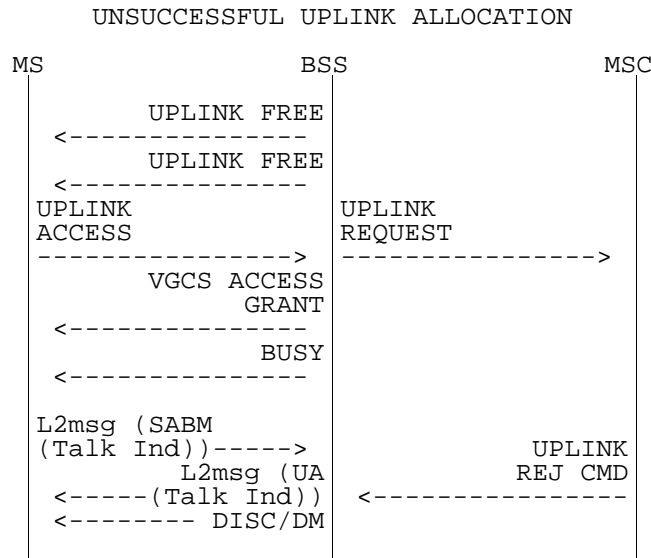 UNSUCCESSFUL UPLINK ALLOCATION
MS BSS MSC
UPLINK FREE
<---------------
UPLINK FREE
<---------------
UPLINK UPLINK
ACCESS REQUEST
----------------> ---------------->
VGCS ACCESS
GRANT
<---------------
BUSY
<---------------
L2msg (SABM
(Talk Ind))-----> UPLINK
L2msg (UA REJ CMD
<-----(Talk Ind)) <----------------
<-------- DISC/DM